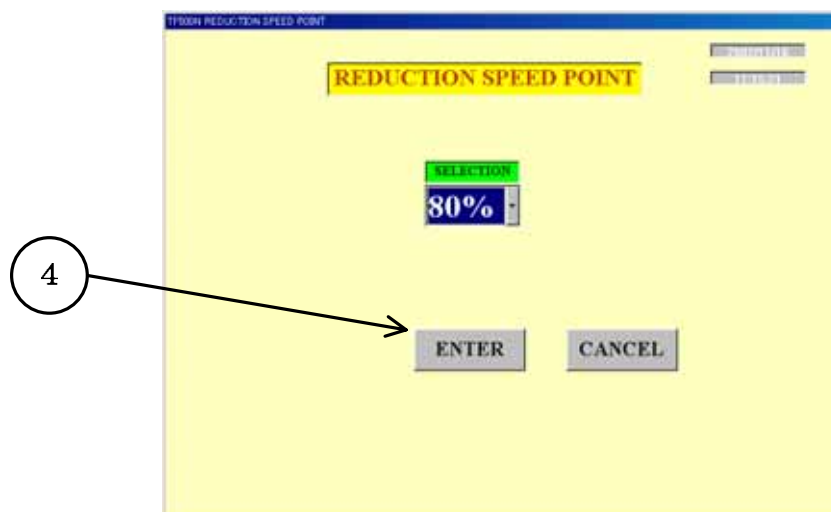 TF500N REDUCTION SPEED POINT
REDUCTION SPEED POINT
SELECTION
80%
4
ENTER
CANCEL